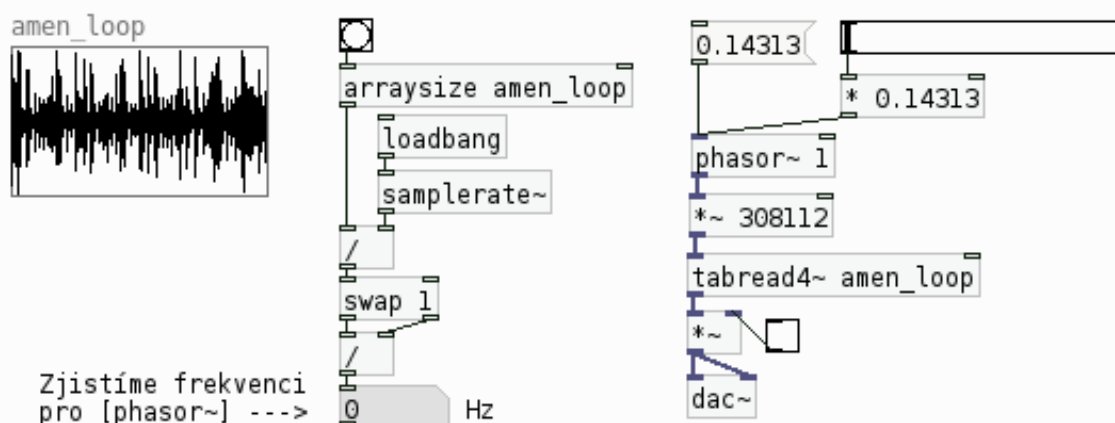 amen_loop
arraysize amen_loop
loadbang
samplerate~
/
swap 1
/
Zjistíme frekvenci
pro [phasor~] --->
0
Hz
0.14313
* 0.14313
phasor~ 1
*~ 308112
tabread4~ amen_loop
*~
dac~